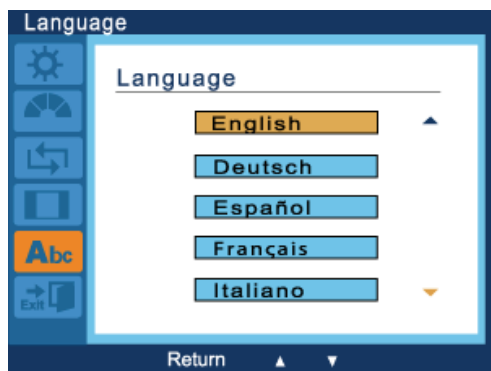 Language
Language
English
Deutsch
Español
Français
Italiano
Abc
Exit
Return